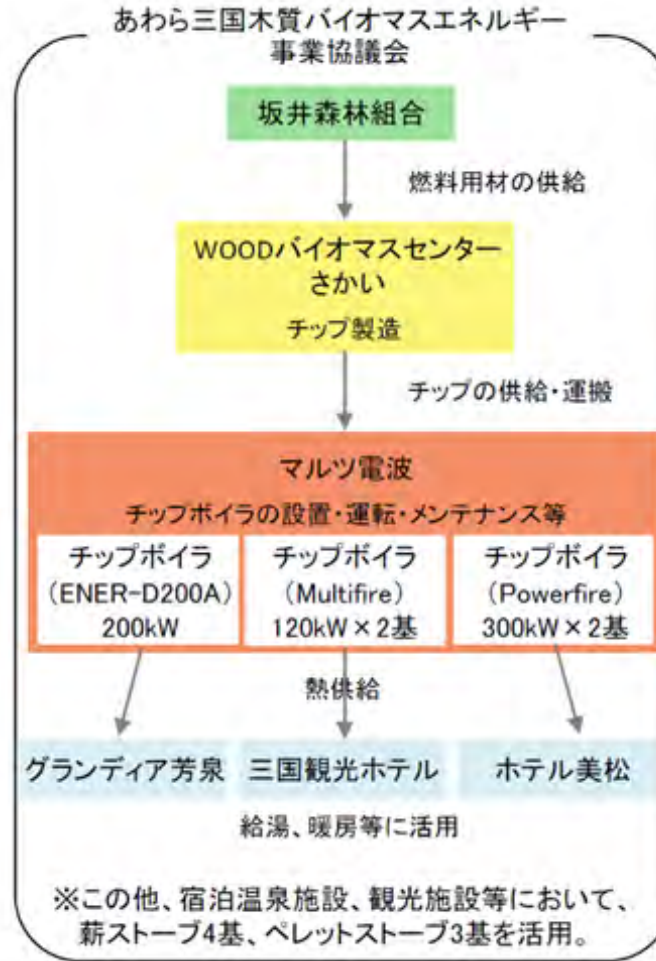 あわら三国木質バイオマスエネルギー
事業協議会
坂井森林組合
燃料用材の供給
WOODバイオマスセンター
さかい
チップ製造
チップの供給・運搬
マルツ電波
チップボイラの設置・運転・メンテナンス等
チップボイラ
(ENER-D200A)
200kW
チップボイラ
(Multifire)
120kW×2基
チップボイラ
(Powerfire)
300kW×2基
熱供給
グランディア芳泉
三国観光ホテル
ホテル美松
給湯、暖房等に活用
※この他、宿泊温泉施設、観光施設等において、
薪ストーブ4基、ペレットストーブ3基を活用。